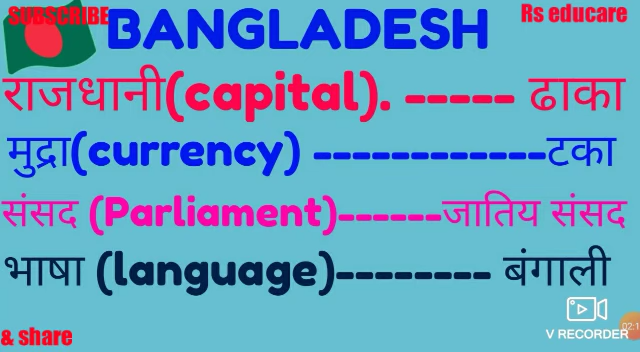 SUBSCRIBE
BANGLADESH
Rs educare
राजधानी(capital). ----- ढाका
मुद्रा(currency) ------------टका
संसद (Parliament)------जातिय संसद
भाषा (language)-------- बंगाली
& share
V RECORDER